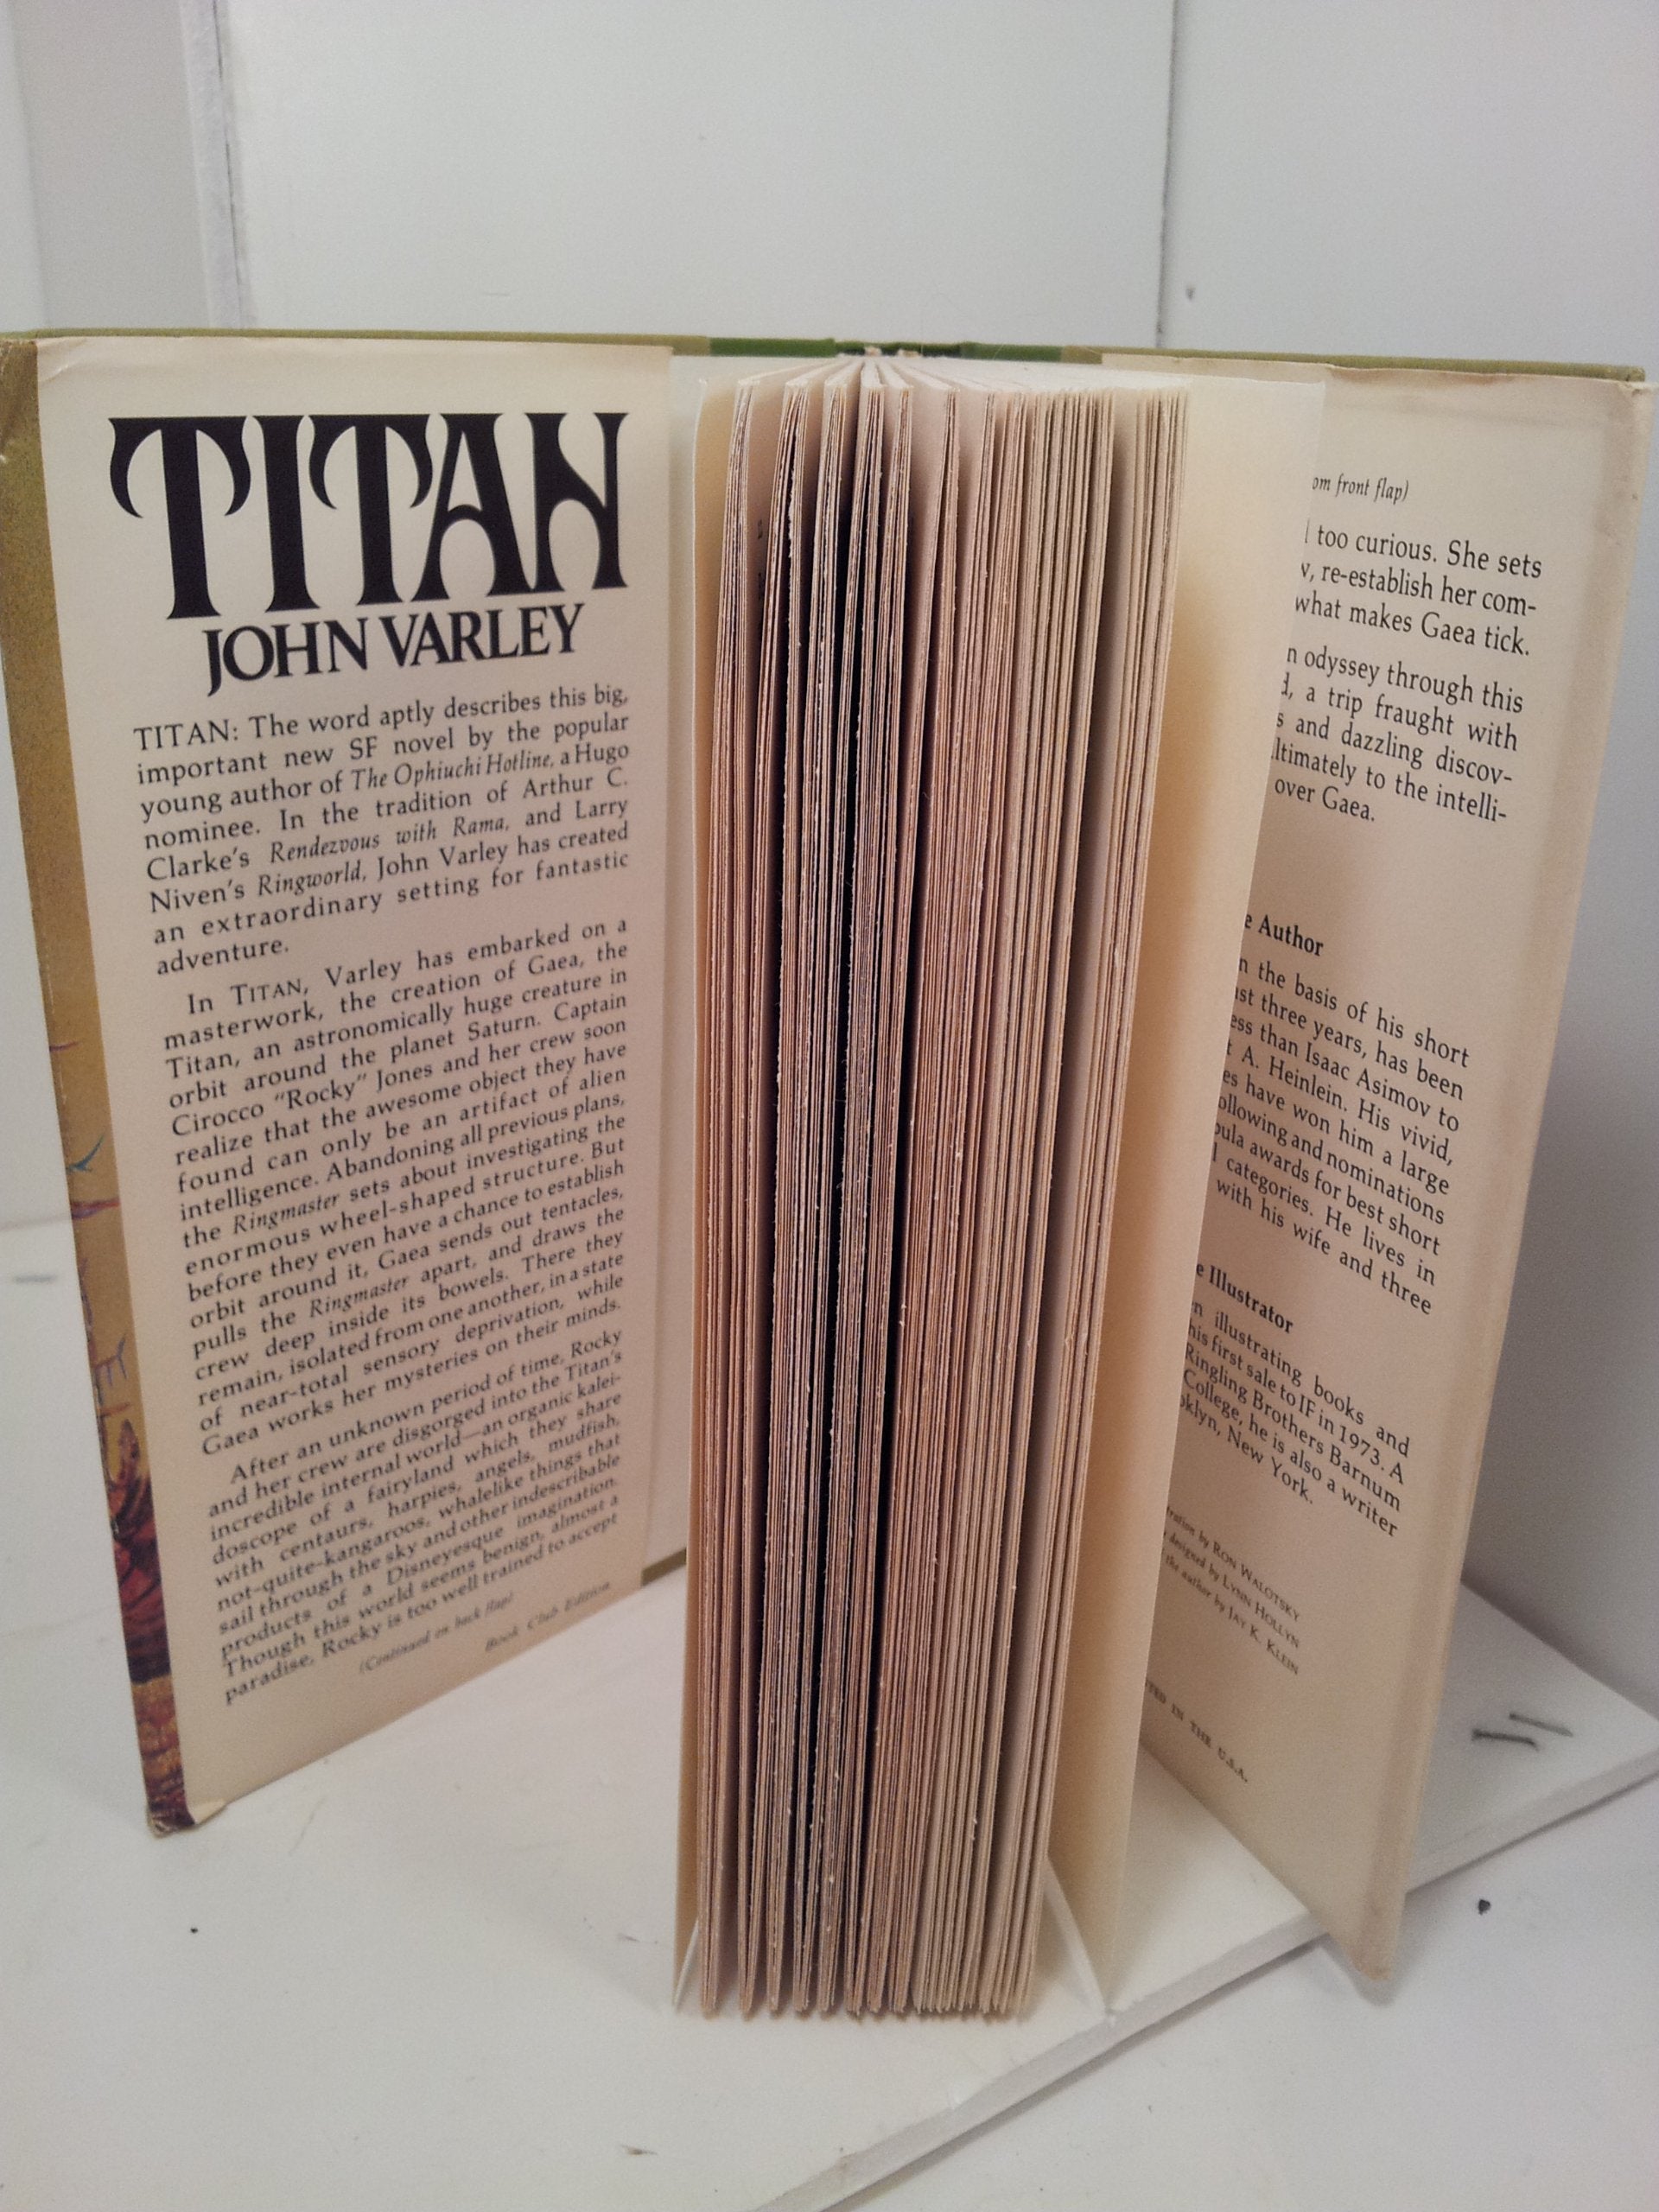 TITAN
JOHN VARLEY
TITAN: The word aptly describes this big,
important new SF novel by the popular
young author of The Ophiuchi Hotline, a Hugo
nominee. In the tradition of Arthur C.
Clarke's Rendezvous with Rama, and Larry
Niven's Ringworld, John Varley has created
an extraordinary setting for fantastic
adventure.
In TITAN, Varley has embarked on a
masterwork, the creation of Gaea, the
Titan, an astronomically huge creature in
orbit around the planet Saturn. Captain
Cirocco "Rocky" Jones and her crew soon
realize that the awesome object they have
found can only be an artifact of alien
intelligence. Abandoning all previous plans,
the Ringmaster sets about investigating the
enormous wheel-shaped structure. But
before they even have a chance to establish
orbit around it, Gaea sends out tentacles,
pulls the Ringmaster apart, and draws the
crew deep inside its bowels. There they
remain, isolated from one another, in a state
of near-total sensory deprivation, while
Gaea works her mysteries on their minds.
After an unknown period of time, Rocky
and her crew are disgorged into the Titan's
incredible internal world—an organic kalei-
doscope of a fairyland which they share
with centaurs, harpies, angels, mudfish,
not-quite-kangaroos, whalelike things that
sail through the sky and other indescribable
products of a Disneyesque imagination.
Though this world seems benign, almost a
paradise, Rocky is too well trained to accept
(Continued on back flap)
Book Club Edition
om front flap)
too curious. She sets
, re-establish her com-
what makes Gaea tick.
n odyssey through this
, a trip fraught with
s and dazzling discov-
ltimately to the intelli-
over Gaea.
e Author
n the basis of his short
st three years, has been
ess than Isaac Asimov to
t A. Heinlein. His vivid,
es have won him a large
ollowing and nominations
bula awards for best short
l categories. He lives in
with his wife and three
e Illustrator
n illustrating books and
his first sale to IF in 1973. A
Ringling Brothers Barnum
College, he is also a writer
oklyn, New York.
ration by RON WALOTSKY
designed by LYNN HOLLYN
the author by JAY K. KLEIN
TED IN THE U.S.A.